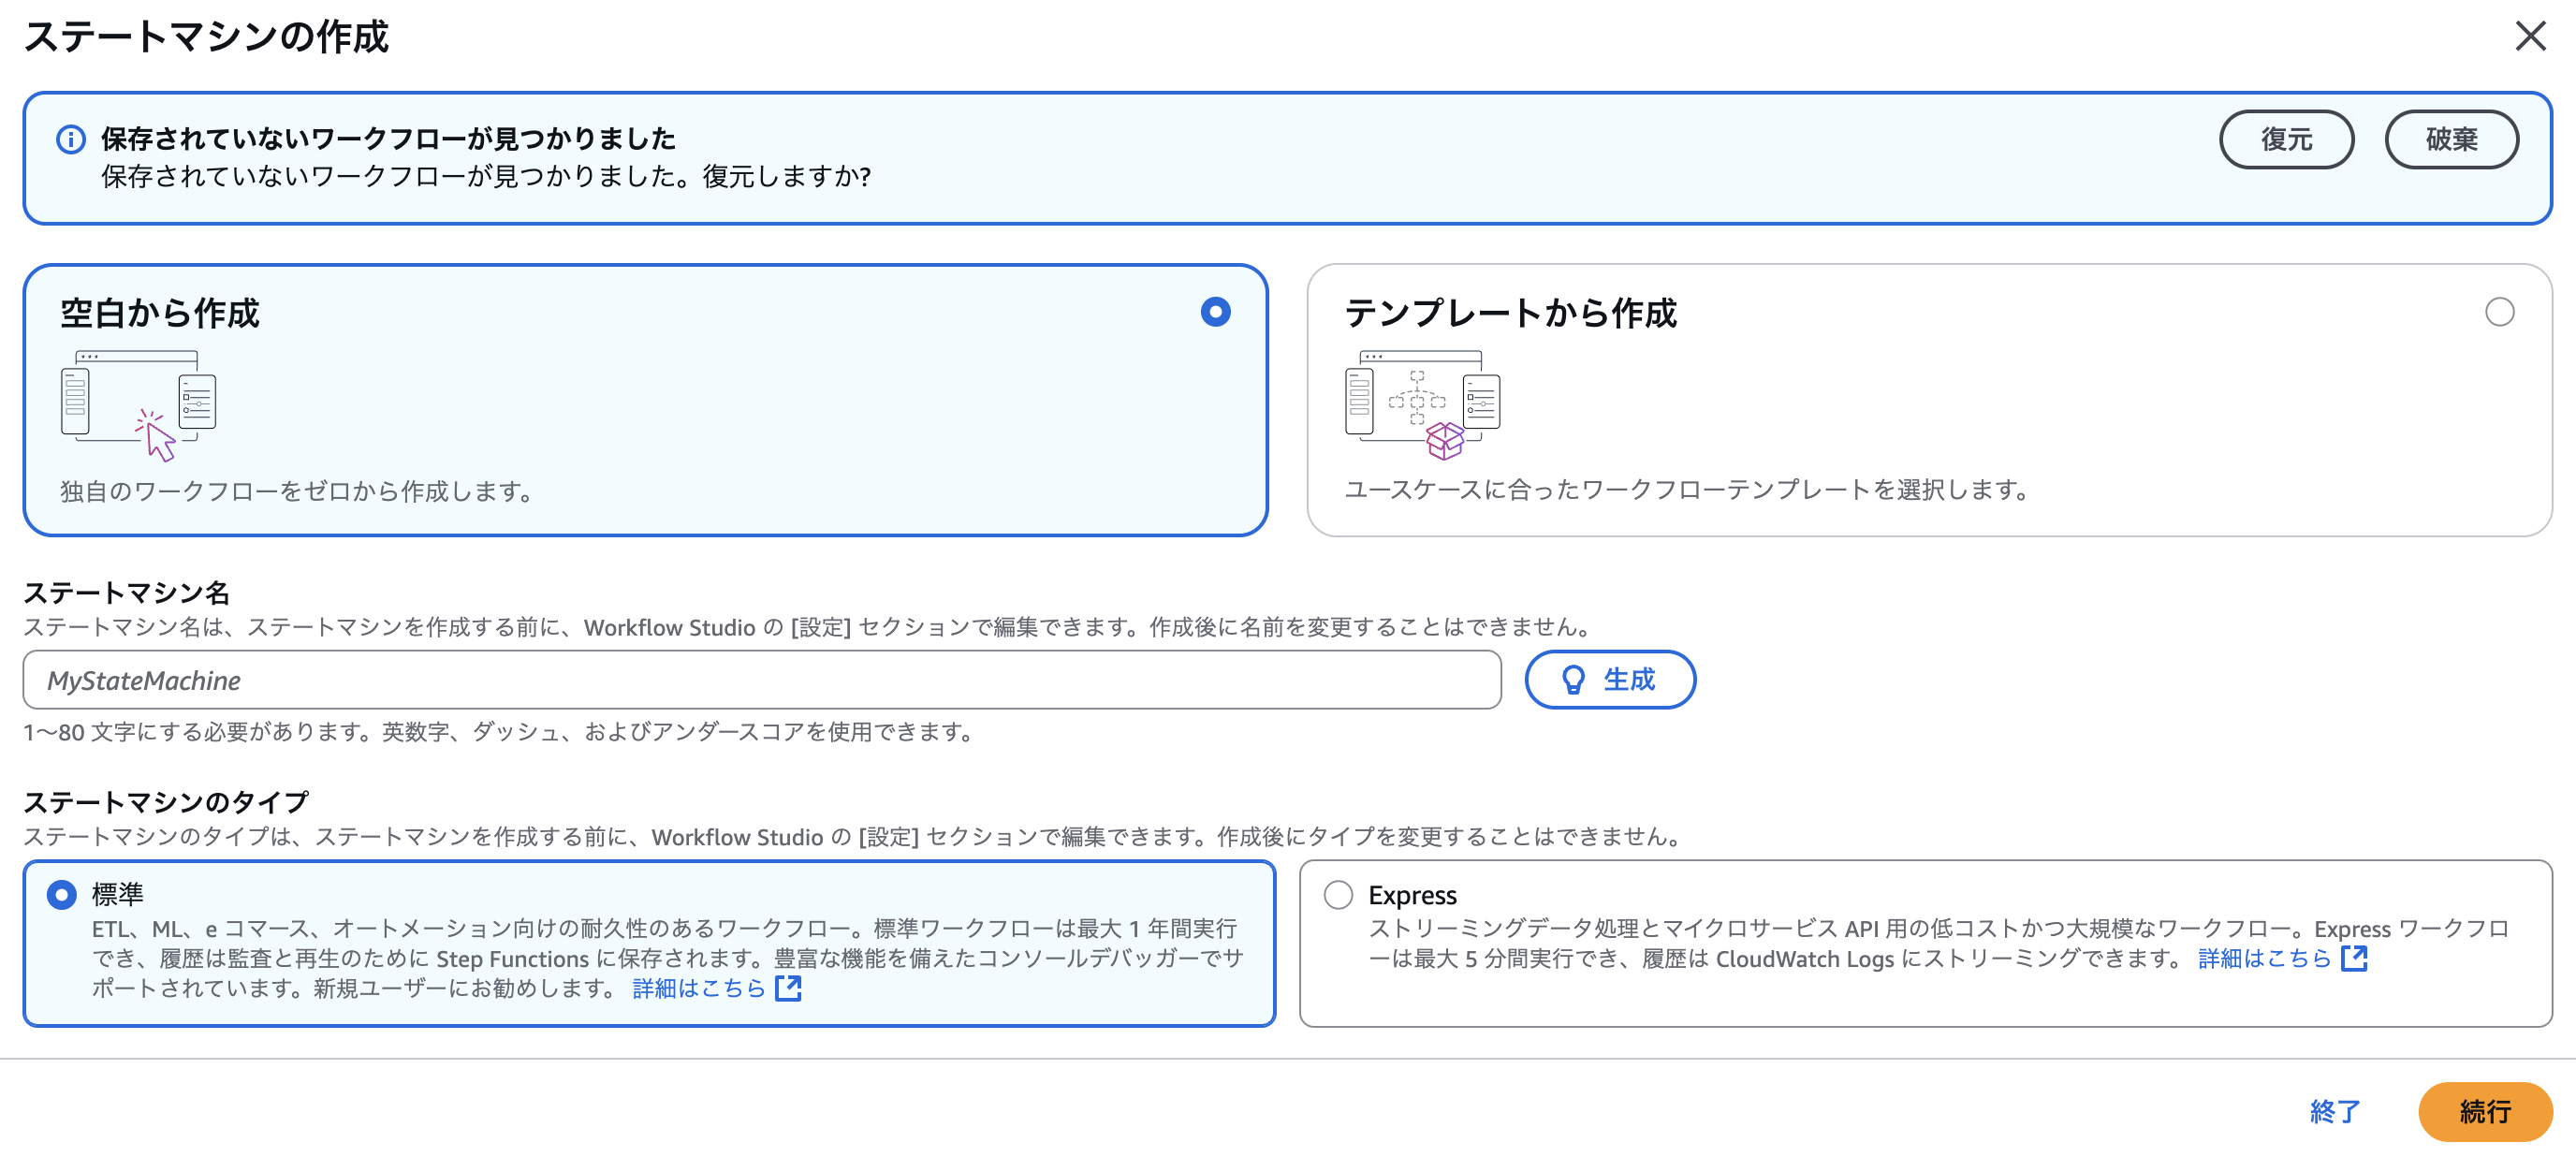 ステートマシンの作成
保存されていないワークフローが見つかりました
復元
破棄
保存されていないワークフローが見つかりました。復元しますか?
空白から作成
独自のワークフローをゼロから作成します。
テンプレートから作成
ユースケースに合ったワークフローテンプレートを選択します。
ステートマシン名
ステートマシン名は、ステートマシンを作成する前に、Workflow Studio の [設定] セクションで編集できます。作成後に名前を変更することはできません。
MyStateMachine
生成
1〜80 文字にする必要があります。英数字、ダッシュ、およびアンダースコアを使用できます。
ステートマシンのタイプ
ステートマシンのタイプは、ステートマシンを作成する前に、Workflow Studio の [設定] セクションで編集できます。作成後にタイプを変更することはできません。
標準
ETL、ML、e コマース、オートメーション向けの耐久性のあるワークフロー。標準ワークフローは最大 1 年間実行
でき、履歴は監査と再生のために Step Functions に保存されます。豊富な機能を備えたコンソールデバッガーでサ
ポートされています。新規ユーザーにお勧めします。 詳細はこちら
Express
ストリーミングデータ処理とマイクロサービス API 用の低コストかつ大規模なワークフロー。Express ワークフロ
ーは最大 5 分間実行でき、履歴は CloudWatch Logs にストリーミングできます。 詳細はこちら
終了
続行